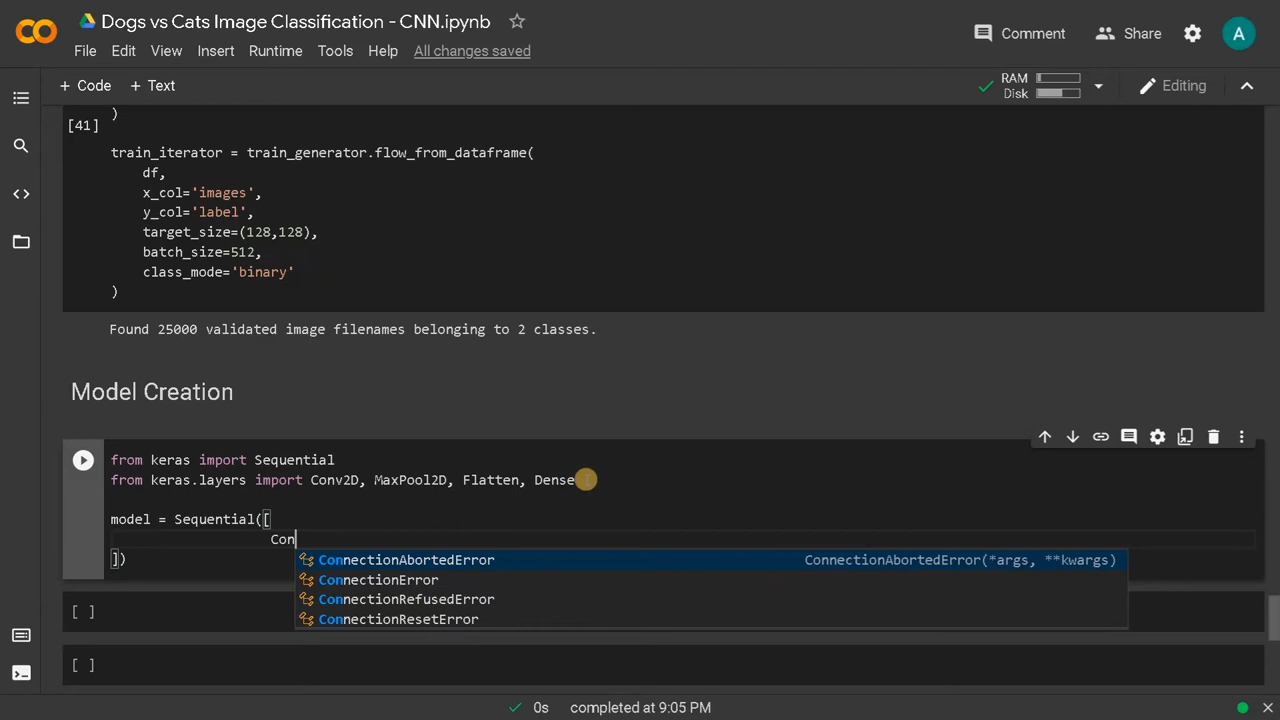 Dogs vs Cats Image Classification - CNN.ipynb
File Edit View Insert Runtime Tools Help All changes saved
Comment Share A
+ Code + Text
RAM
Disk
Editing
)
[41]
train_iterator = train_generator.flow_from_dataframe(
df,
x_col='images',
y_col='label',
target_size=(128,128),
batch_size=512,
class_mode='binary'
)
Found 25000 validated image filenames belonging to 2 classes.
Model Creation
from keras import Sequential
from keras.layers import Conv2D, MaxPool2D, Flatten, Dense
model = Sequential([
Con
])
ConnectionAbortedError ConnectionAbortedError(*args, **kwargs)
ConnectionError
ConnectionRefusedError
ConnectionResetError
[ ]
[ ]
0s completed at 9:05 PM